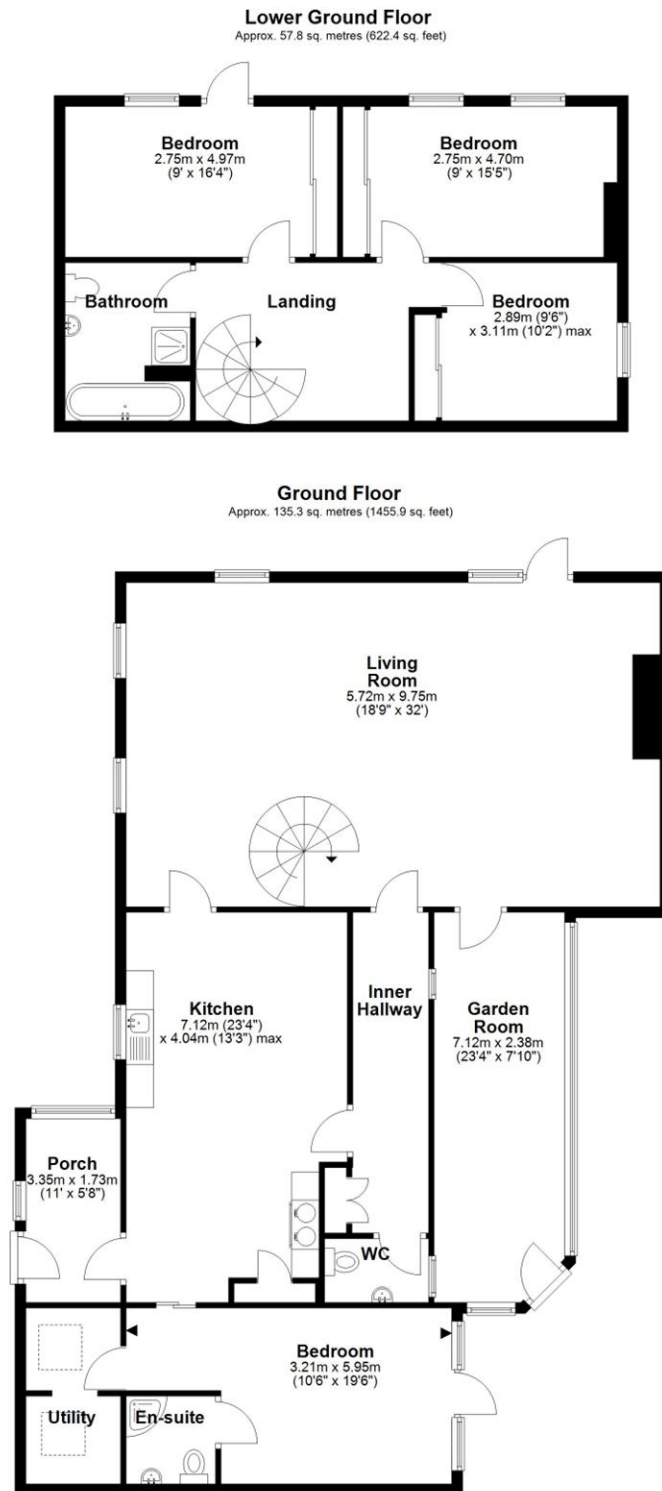 Lower Ground Floor
Approx. 57.8 sq. metres (622.4 sq. feet)
Bedroom
2.75m x 4.97m
(9' x 16'4")
Bedroom
2.75m x 4.70m
(9' x 15'5")
Bathroom
Landing
Bedroom
2.89m (9'6")
x 3.11m (10'2") max
Ground Floor
Approx. 135.3 sq. metres (1455.9 sq. feet)
Living
Room
5.72m x 9.75m
(18'9" x 32')
Kitchen
7.12m (23'4")
x 4.04m (13'3") max
Inner
Hallway
Garden
Room
7.12m x 2.38m
(23'4" x 7'10")
Porch
3.35m x 1.73m
(11' x 5'8")
WC
Bedroom
3.21m x 5.95m
(10'6" x 19'6")
Utility
En-suite